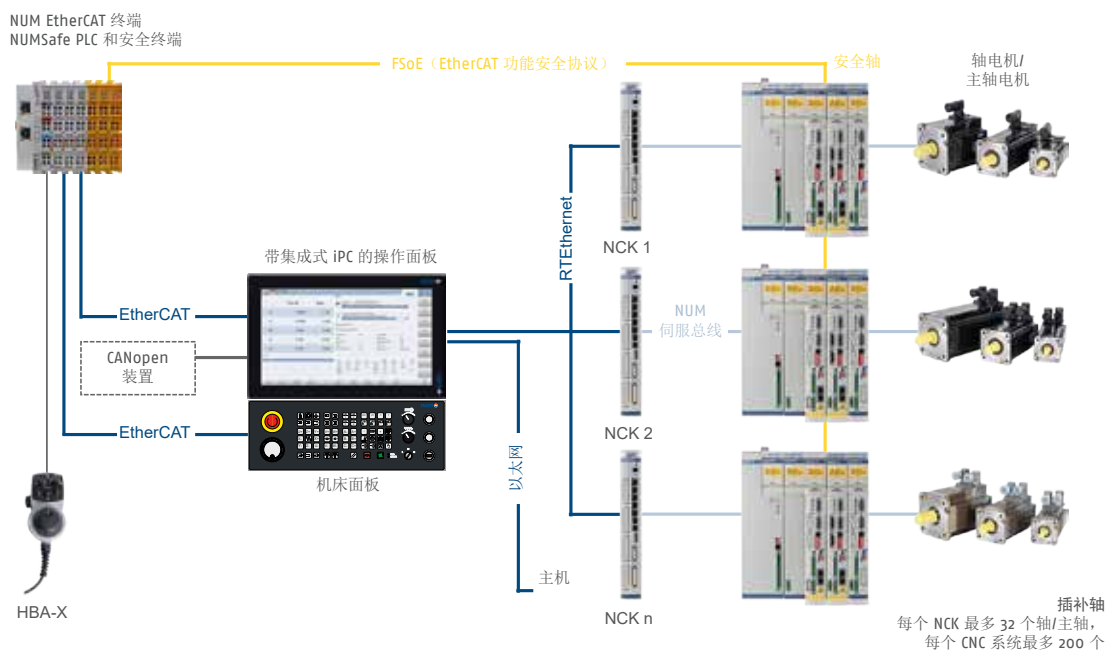 NUM EtherCAT 终端
NUMSafe PLC 和安全终端
FSoE（EtherCAT 功能安全协议）
安全轴
轴电机/
主轴电机
RTEthernet
NCK 1
带集成式 iPC 的操作面板
EtherCAT
CANopen
装置
NUM
伺服总线
EtherCAT
NCK 2
以太网
机床面板
主机
HBA-X
NCK n
插补轴
每个 NCK 最多 32 个轴/主轴，
每个 CNC 系统最多 200 个